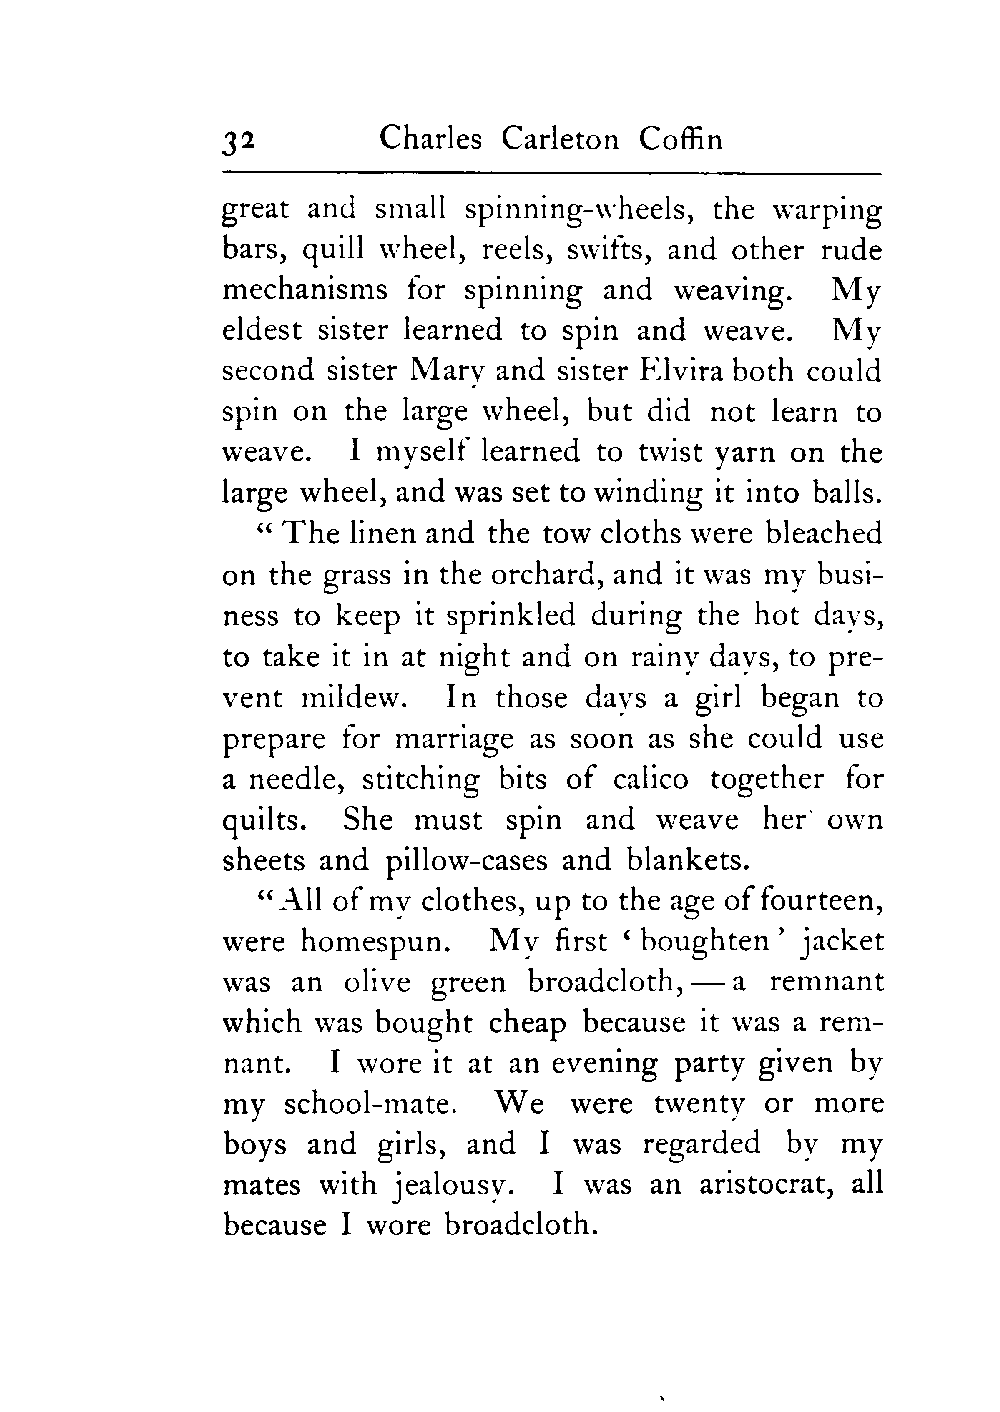 32 Charles Carleton Coffin
great and small spinning-wheels, the warping
bars, quill wheel, reels, swifts, and other rude
mechanisms for spinning and weaving. My
eldest sister learned to spin and weave. My
second sister Mary and sister Elvira both could
spin on the large wheel, but did not learn to
weave. I myself learned to twist yarn on the
large wheel, and was set to winding it into balls.
“ The linen and the tow cloths were bleached
on the grass in the orchard, and it was my busi-
ness to keep it sprinkled during the hot days,
to take it in at night and on rainy days, to pre-
vent mildew. In those days a girl began to
prepare for marriage as soon as she could use
a needle, stitching bits of calico together for
quilts. She must spin and weave her own
sheets and pillow-cases and blankets.
“ All of my clothes, up to the age of fourteen,
were homespun. My first ‘ boughten ’ jacket
was an olive green broadcloth, — a remnant
which was bought cheap because it was a rem-
nant. I wore it at an evening party given by
my school-mate. We were twenty or more
boys and girls, and I was regarded by my
mates with jealousy. I was an aristocrat, all
because I wore broadcloth.